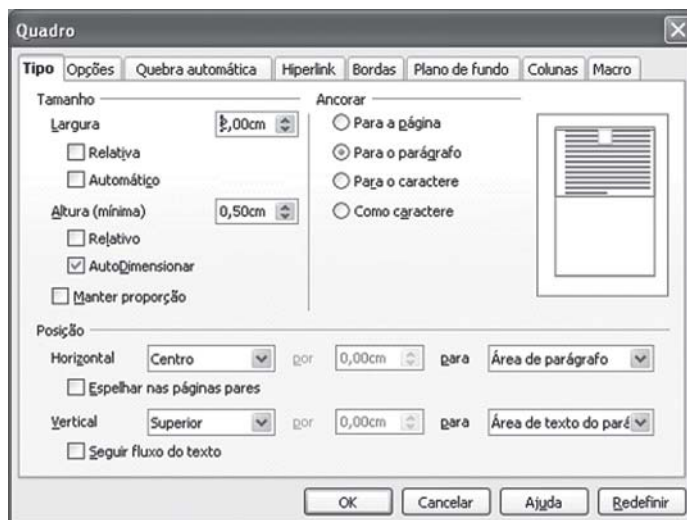 Quadro
Tipo Opções Quebra automática Hiperlink Bordas Plano de fundo Colunas Macro
Tamanho Ancorar
Largura ,00cm Para a página
Relativa Para o parágrafo
Automático Para o caractere
Altura (mínima) 0,50cm Como caractere
Relativo
AutoDimensionar
Manter proporção
Posição
Horizontal Centro por 0,00cm para Área de parágrafo
Espelhar nas páginas pares
Vertical Superior por 0,00cm para Área de texto do pará
Seguir fluxo do texto
OK Cancelar Ajuda Redefinir